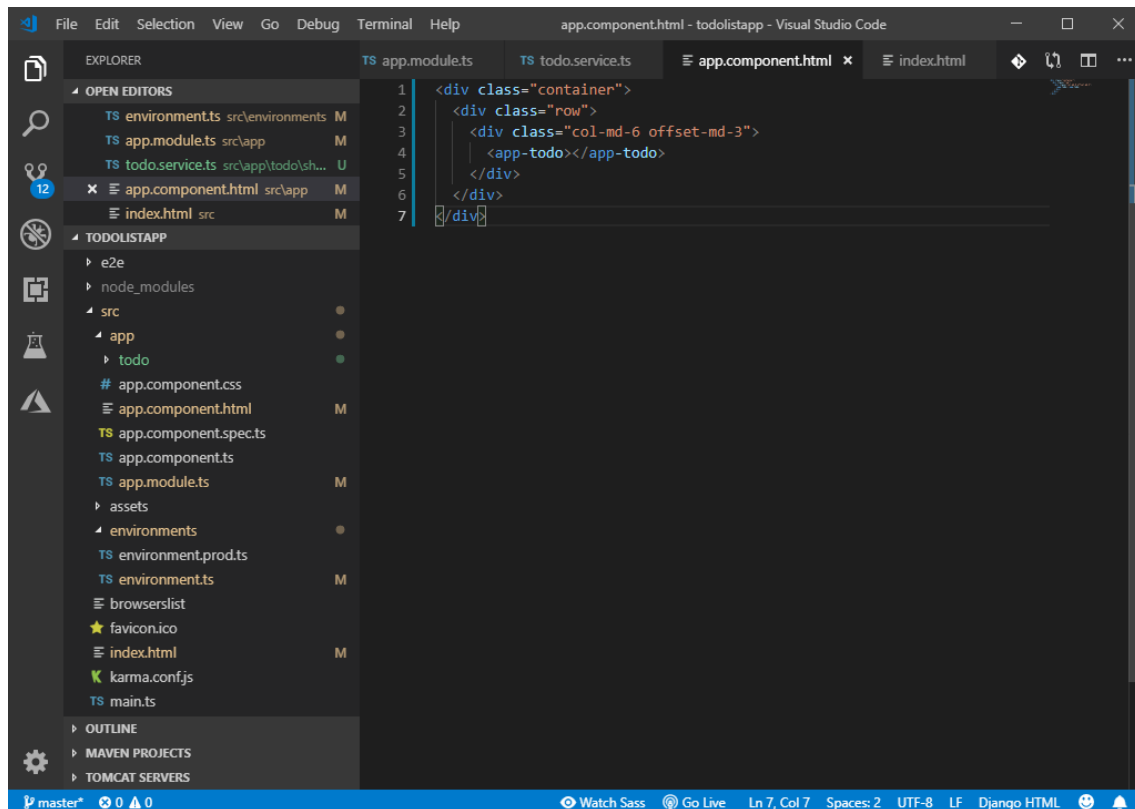 File Edit Selection View Go Debug Terminal Help app.component.html - todolistapp - Visual Studio Code
EXPLORER
OPEN EDITORS
TS environment.ts src\environments M
TS app.module.ts src\app M
TS todo.service.ts src\app\todo\sh... U
app.component.html src\app M
index.html src M
12
TODOLISTAPP
e2e
node_modules
src
app
todo
# app.component.css
app.component.html M
TS app.component.spec.ts
TS app.component.ts
TS app.module.ts M
assets
environments
TS environment.prod.ts
TS environment.ts M
browserslist
favicon.ico
index.html M
K karma.conf.js
TS main.ts
OUTLINE
MAVEN PROJECTS
TOMCAT SERVERS
TS app.module.ts TS todo.service.ts app.component.html index.html
1 <div class="container">
2 <div class="row">
3 <div class="col-md-6 offset-md-3">
4 <app-todo></app-todo>
5 </div>
6 </div>
7 </div>
master* 0 0 Watch Sass Go Live Ln 7, Col 7 Spaces: 2 UTF-8 LF Django HTML